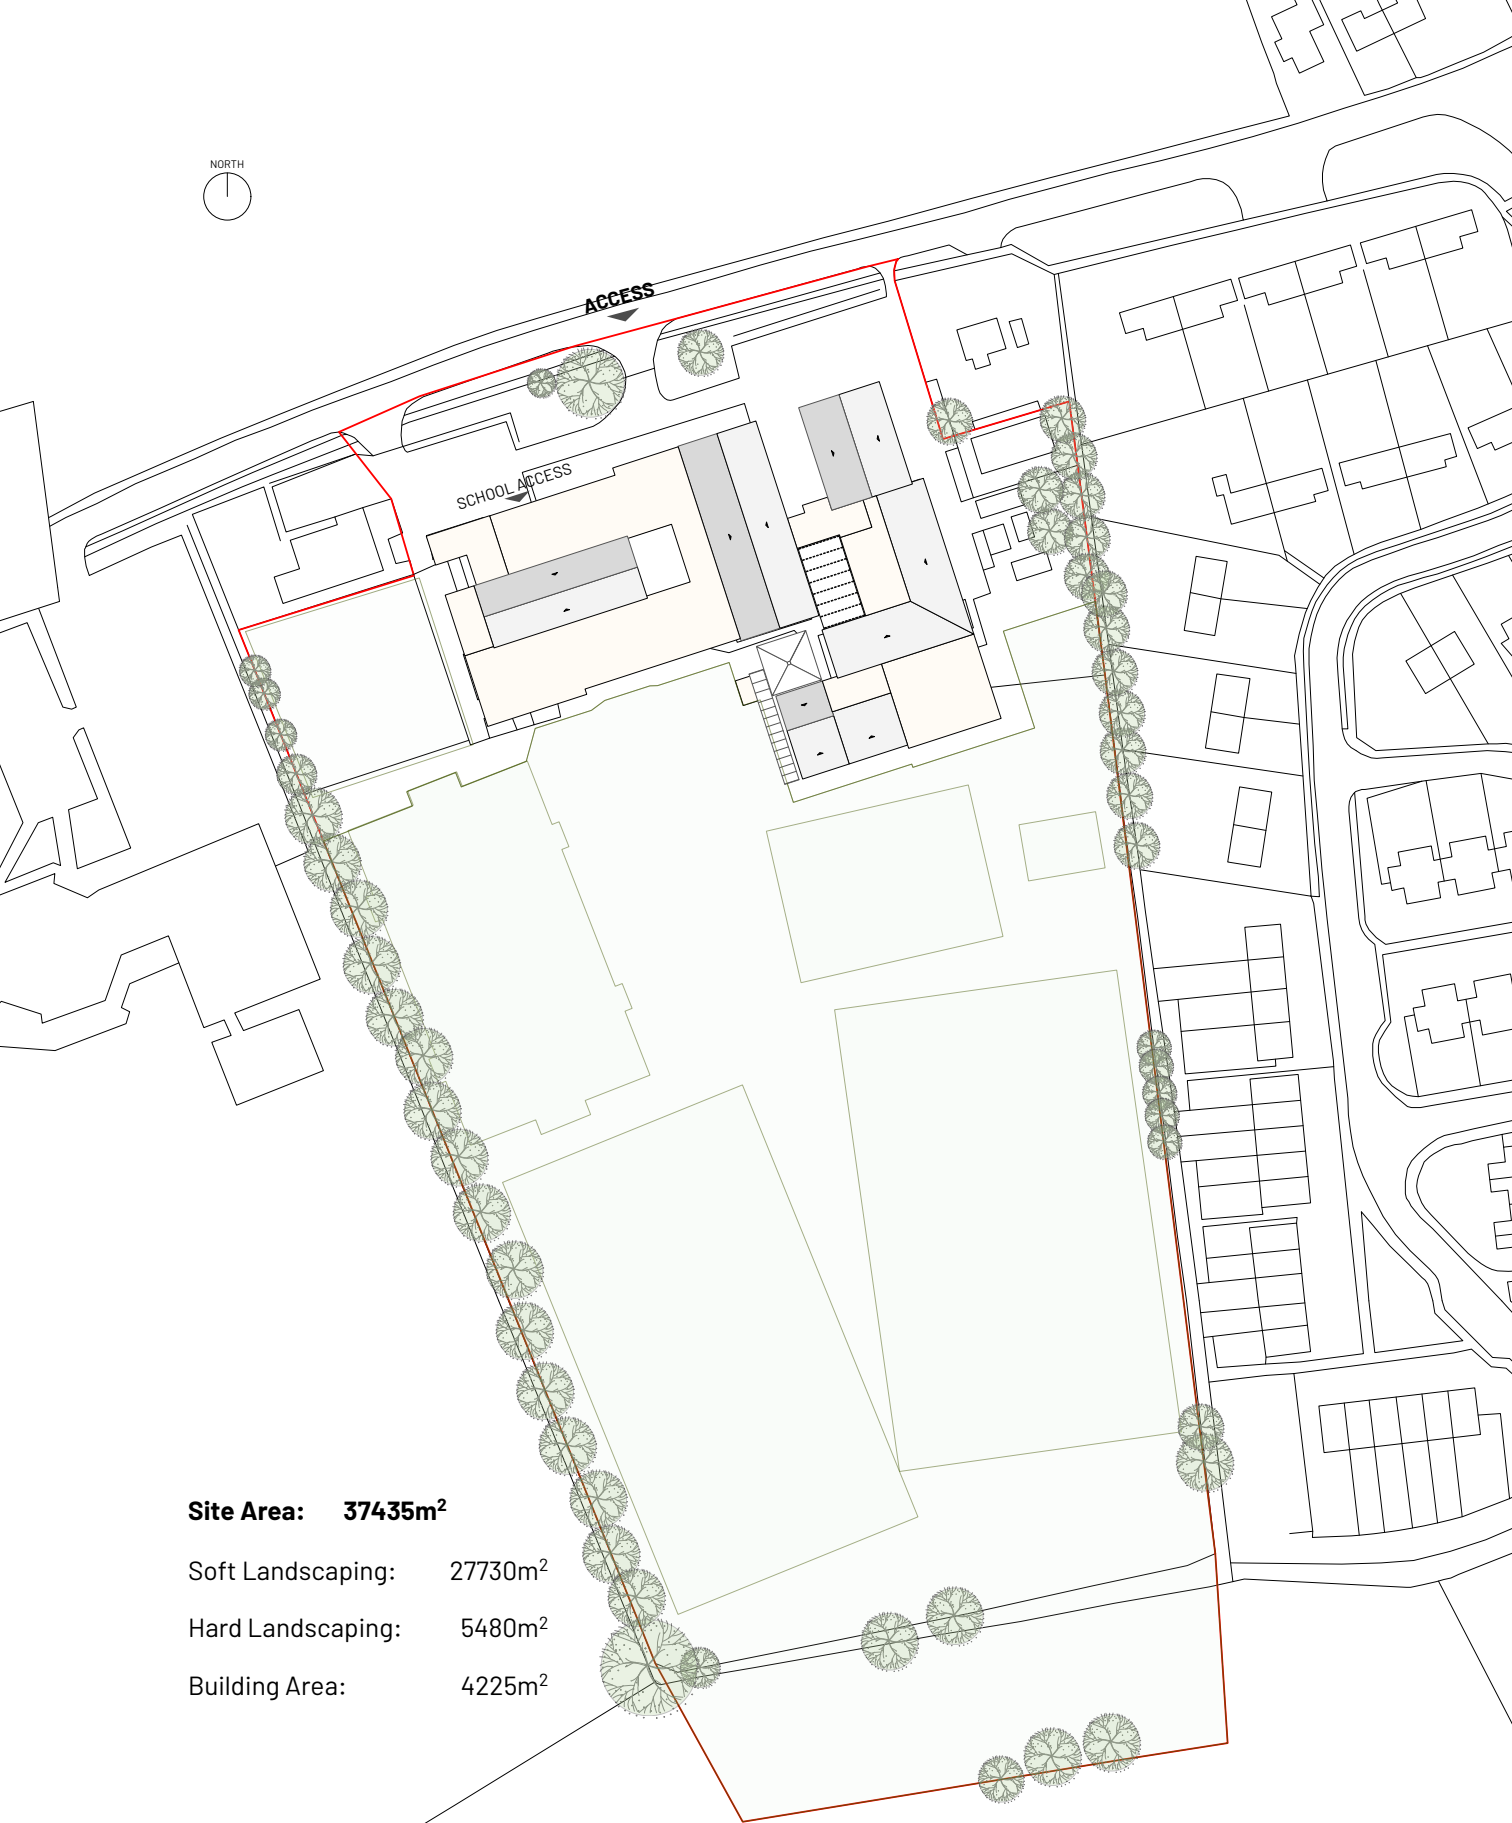 NORTH
ACCESS
SCHOOL ACCESS
Site Area: 37435m²
Soft Landscaping: 27730m²
Hard Landscaping: 5480m²
Building Area: 4225m²